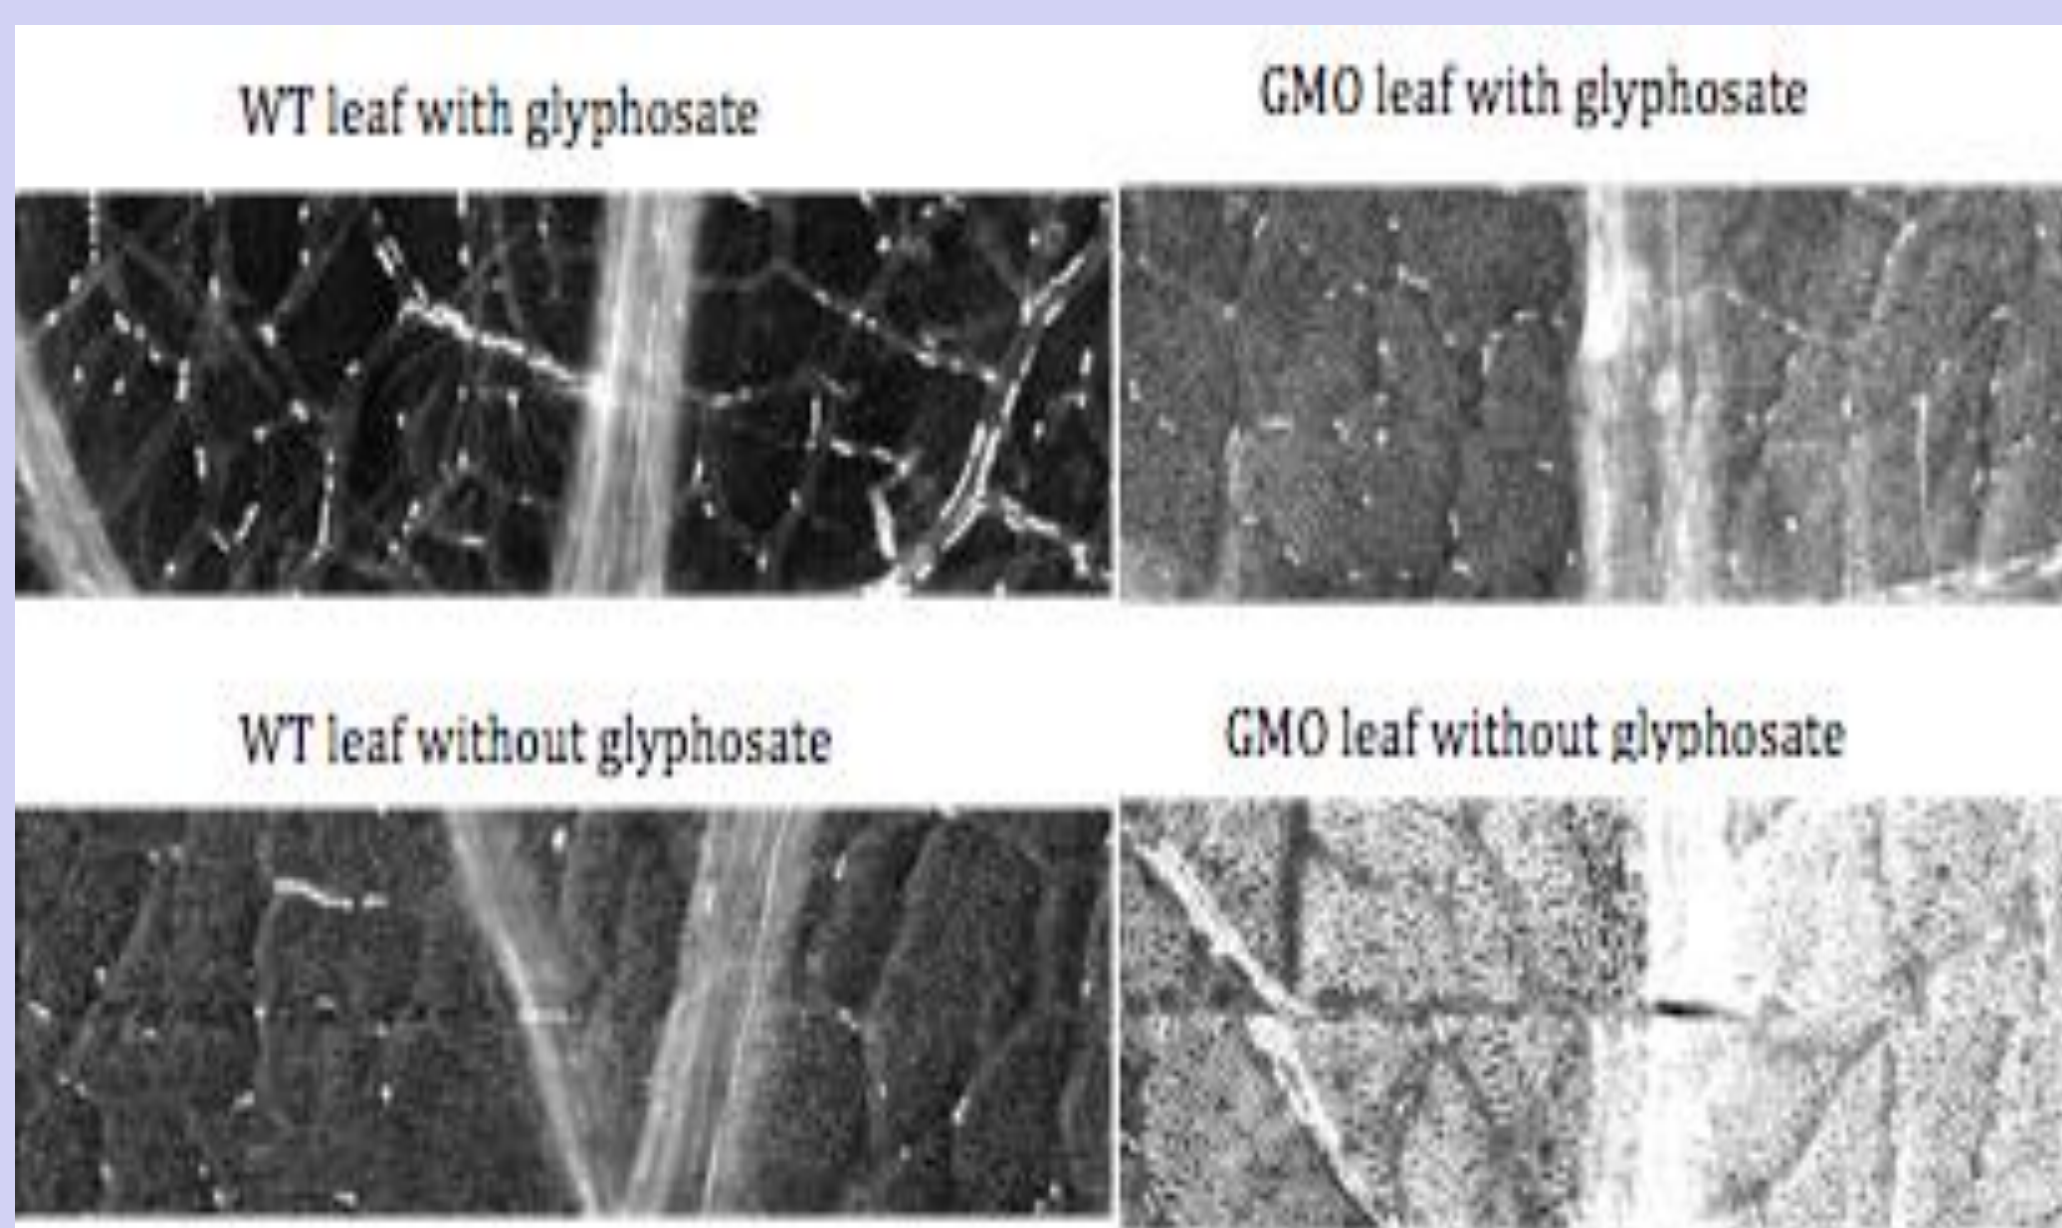 WT leaf with glyphosate
GMO leaf with glyphosate
WT leaf without glyphosate
GMO leaf without glyphosate